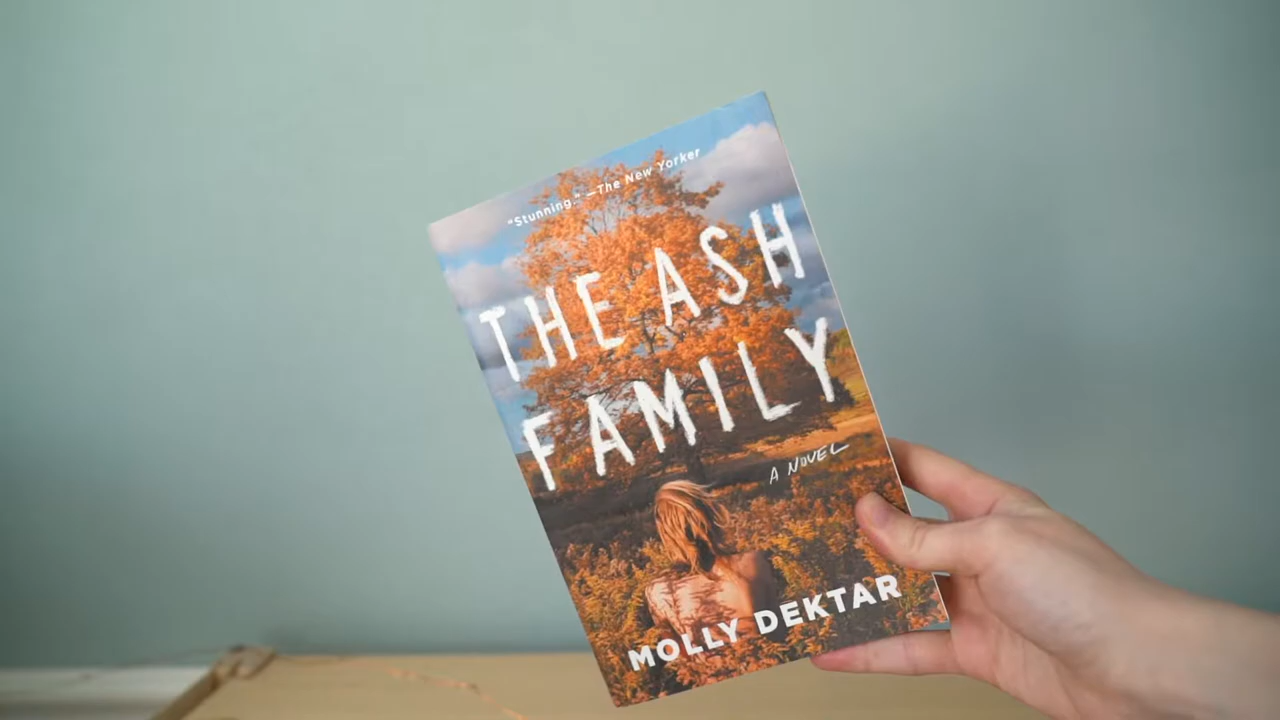 "Stunning." —The New Yorker
THE ASH
FAMILY
A NOVEL
MOLLY DEKTAR